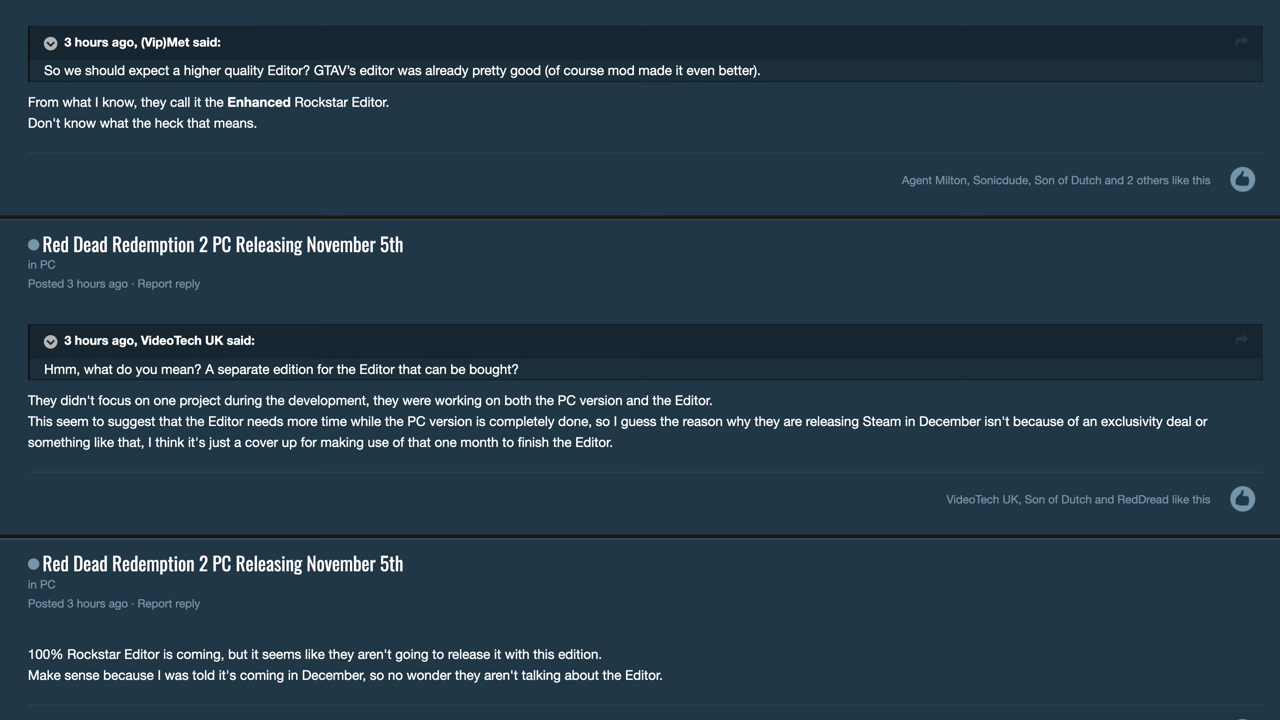 3 hours ago, (Vip)Met said:
So we should expect a higher quality Editor? GTAV's editor was already pretty good (of course mod made it even better).
From what I know, they call it the Enhanced Rockstar Editor.
Don't know what the heck that means.
Agent Milton, Sonicdude, Son of Dutch and 2 others like this
Red Dead Redemption 2 PC Releasing November 5th
in PC
Posted 3 hours ago · Report reply
3 hours ago, VideoTech UK said:
Hmm, what do you mean? A separate edition for the Editor that can be bought?
They didn't focus on one project during the development, they were working on both the PC version and the Editor.
This seem to suggest that the Editor needs more time while the PC version is completely done, so I guess the reason why they are releasing Steam in December isn't because of an exclusivity deal or
something like that, I think it's just a cover up for making use of that one month to finish the Editor.
VideoTech UK, Son of Dutch and RedDread like this
Red Dead Redemption 2 PC Releasing November 5th
in PC
Posted 3 hours ago · Report reply
100% Rockstar Editor is coming, but it seems like they aren't going to release it with this edition.
Make sense because I was told it's coming in December, so no wonder they aren't talking about the Editor.